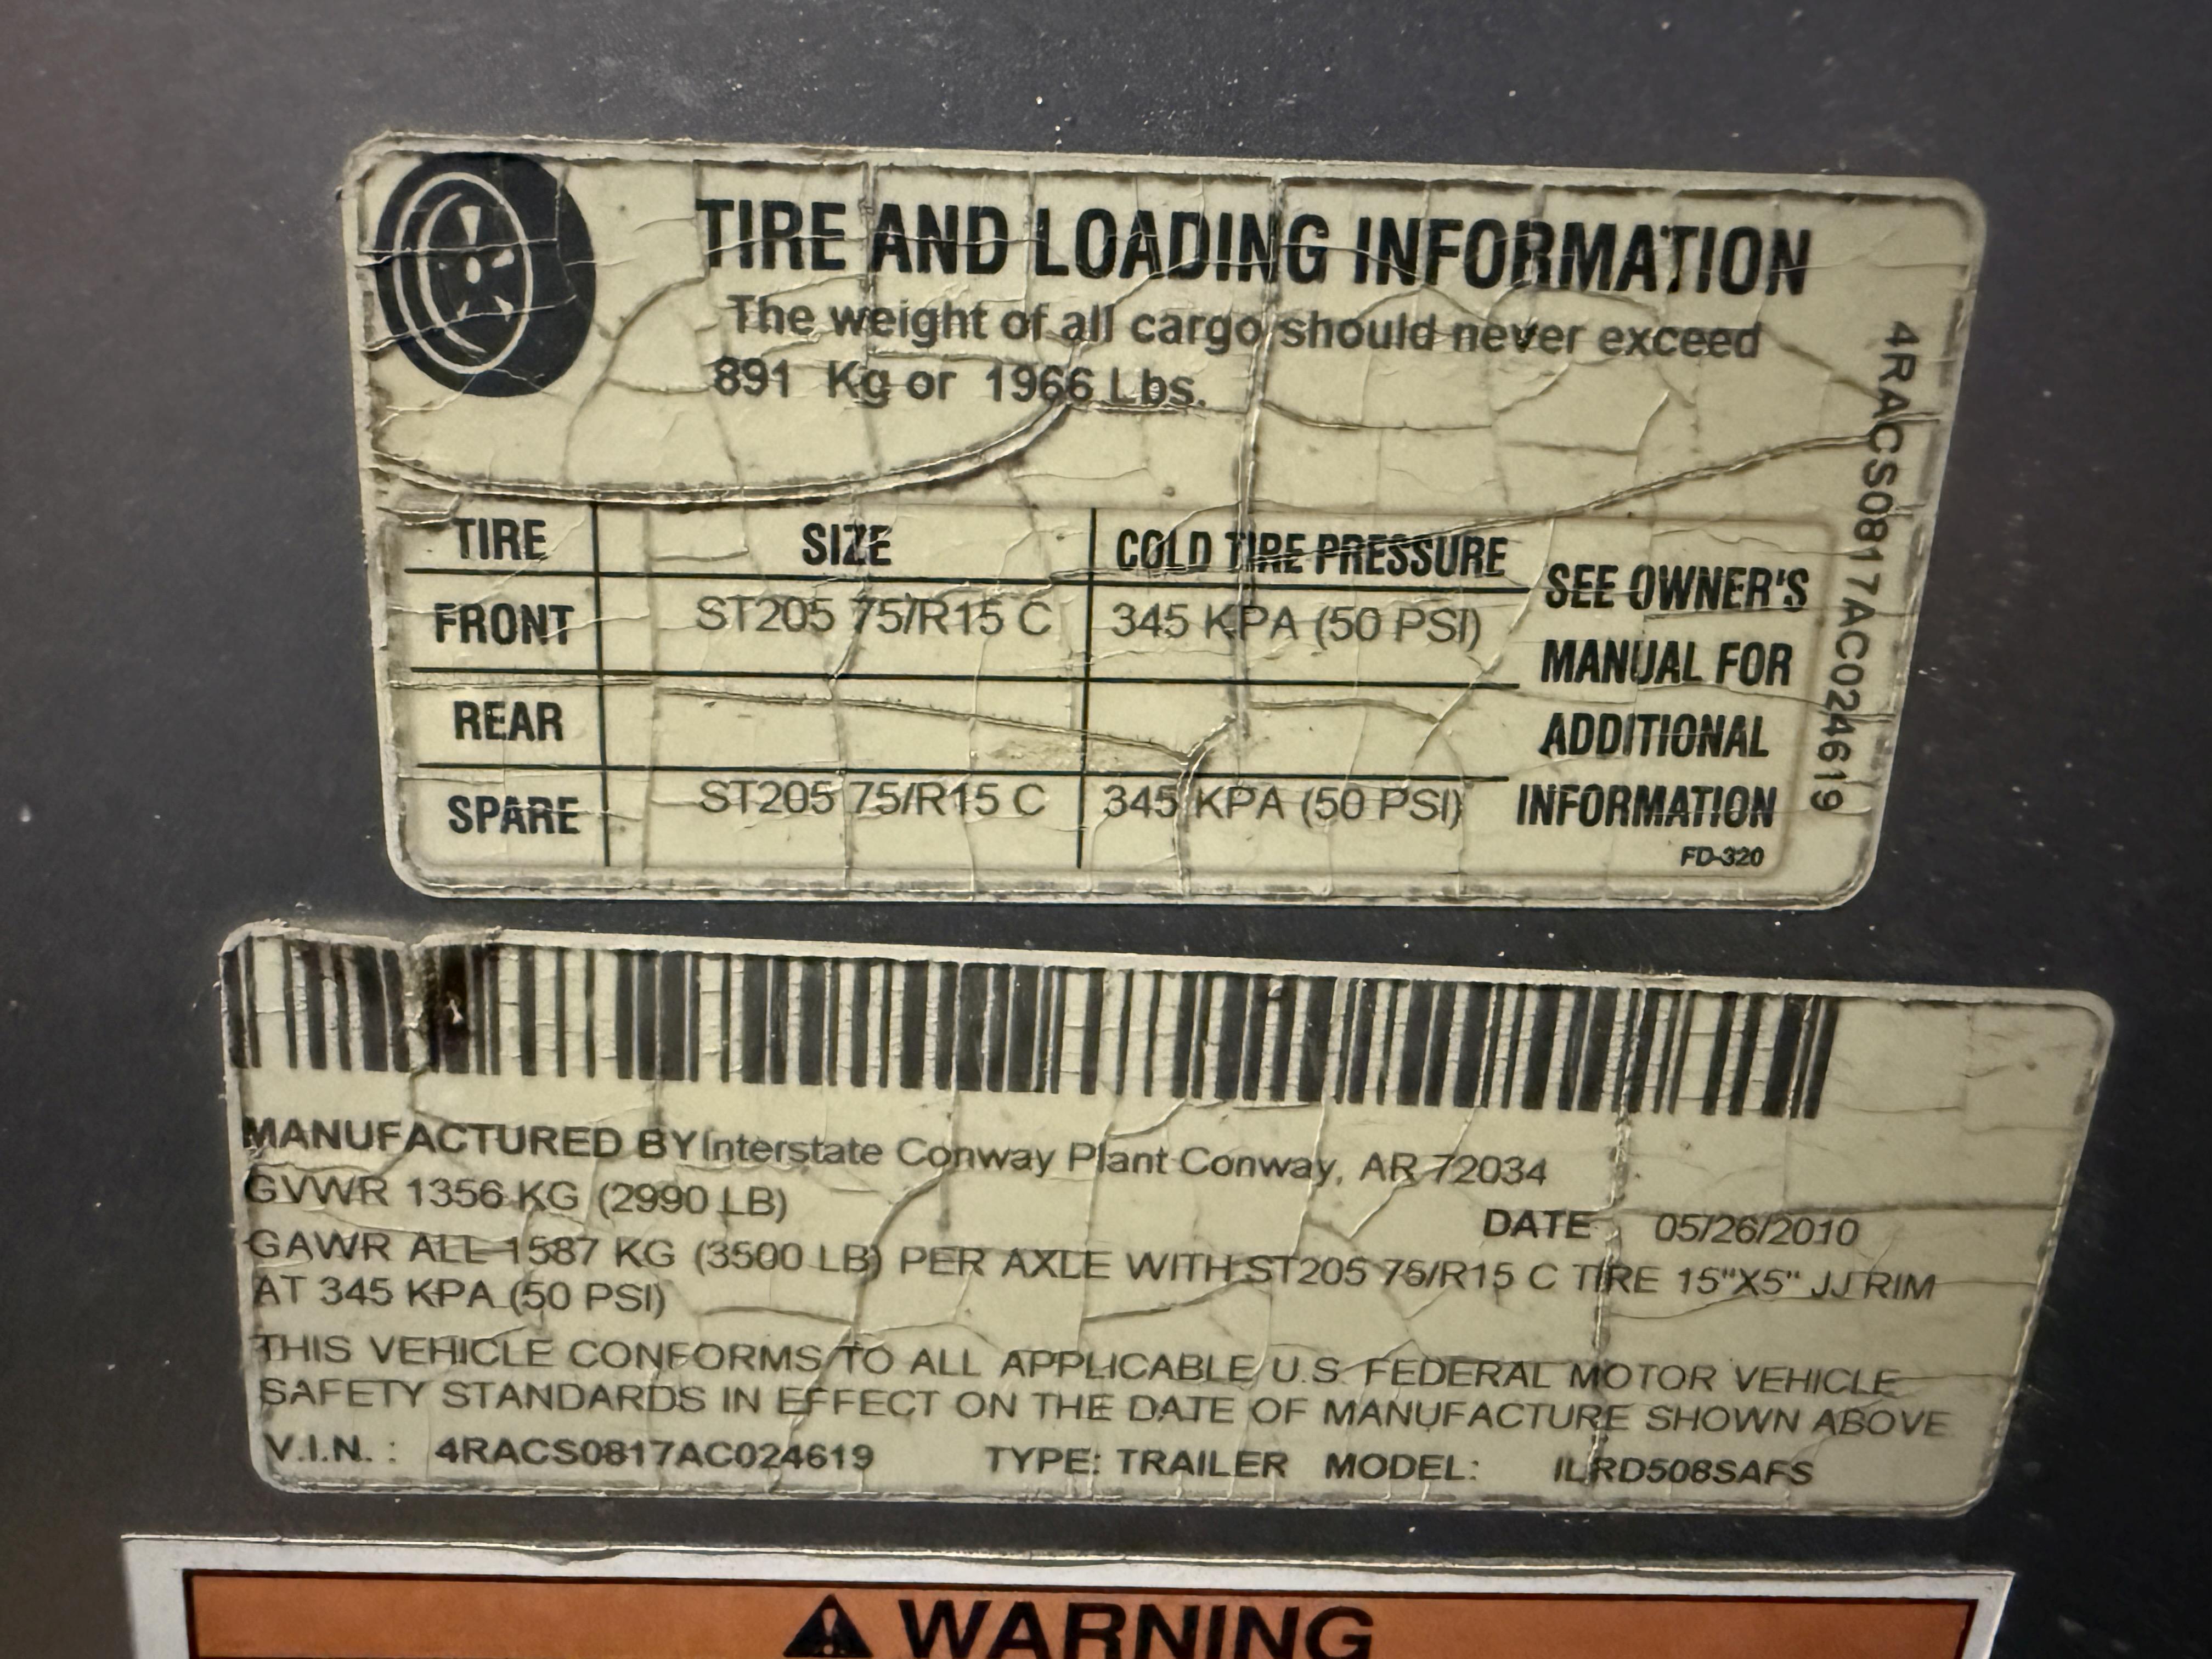 TIRE AND LOADING INFORMATION
The weight of all cargo should never exceed
891 Kg or 1966 Lbs.
TIRE SIZE COLD TIRE PRESSURE
FRONT ST205 75/R15 C 345 KPA (50 PSI)
REAR
SPARE ST205 75/R15 C 345 KPA (50 PSI)
SEE OWNER'S
MANUAL FOR
ADDITIONAL
INFORMATION
FD-320
4RACS0817AC024619
MANUFACTURED BY Interstate Conway Plant Conway, AR 72034
GVWR 1356 KG (2990 LB)
DATE 05/26/2010
GAWR ALL 1587 KG (3500 LB) PER AXLE WITH ST205 75/R15 C TIRE 15"X5" JJ RIM
AT 345 KPA (50 PSI)
THIS VEHICLE CONFORMS TO ALL APPLICABLE U.S. FEDERAL MOTOR VEHICLE
SAFETY STANDARDS IN EFFECT ON THE DATE OF MANUFACTURE SHOWN ABOVE
V.I.N. : 4RACS0817AC024619 TYPE: TRAILER MODEL: ILRD508SAFS
WARNING